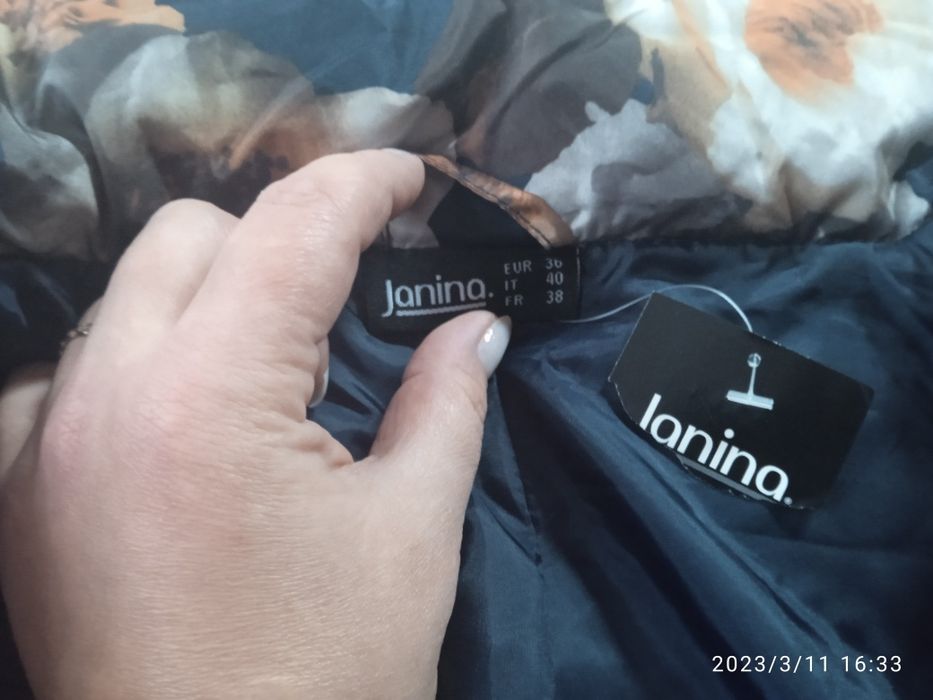 Janina.
EUR 36
IT 40
FR 38
Janina.
2023/3/11 16:33